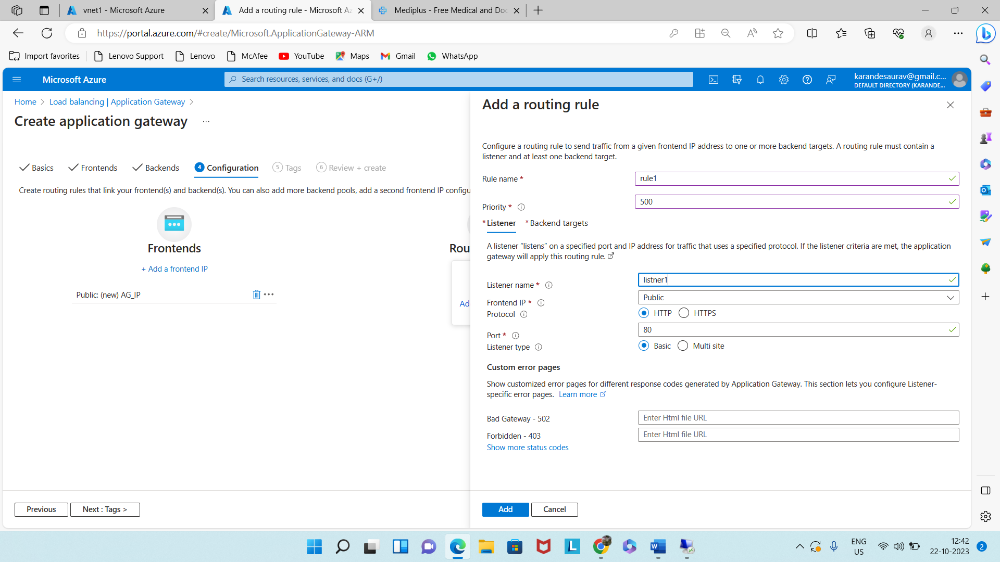 vnet1 - Microsoft Azure
Add a routing rule - Microsoft Az
Mediplus - Free Medical and Doc
https://portal.azure.com/#create/Microsoft.ApplicationGateway-ARM
Import favorites
Lenovo Support
Lenovo
McAfee
YouTube
Maps
Gmail
WhatsApp
Microsoft Azure
Search resources, services, and docs (G+/)
karandesaurav@gmail.c...
DEFAULT DIRECTORY (KARANDE...
Home > Load balancing | Application Gateway >
Create application gateway ...
Basics
Frontends
Backends
4 Configuration
5 Tags
6 Review + create
Create routing rules that link your frontend(s) and backend(s). You can also add more backend pools, add a second frontend IP configu
Frontends
+ Add a frontend IP
Public: (new) AG_IP
Rou
Ad
Previous
Next : Tags >
Add a routing rule
Configure a routing rule to send traffic from a given frontend IP address to one or more backend targets. A routing rule must contain a
listener and at least one backend target.
Rule name *
rule1
Priority *
500
* Listener
* Backend targets
A listener “listens” on a specified port and IP address for traffic that uses a specified protocol. If the listener criteria are met, the application
gateway will apply this routing rule.
Listener name *
listner1
Frontend IP *
Public
Protocol
HTTP
HTTPS
Port *
80
Listener type
Basic
Multi site
Custom error pages
Show customized error pages for different response codes generated by Application Gateway. This section lets you configure Listener-
specific error pages. Learn more
Bad Gateway - 502
Enter Html file URL
Forbidden - 403
Enter Html file URL
Show more status codes
Add
Cancel
ENG
US
12:42
22-10-2023
2